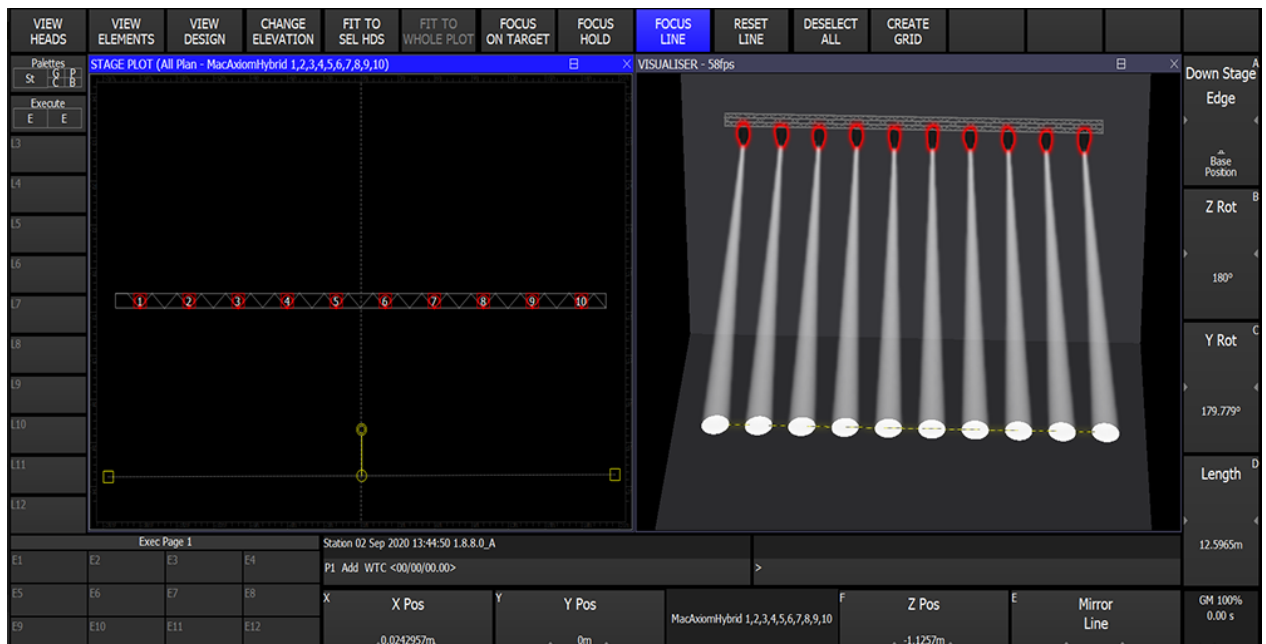 VIEW
HEADS
VIEW
ELEMENTS
VIEW
DESIGN
CHANGE
ELEVATION
FIT TO
SEL HDS
FIT TO
WHOLE PLOT
FOCUS
ON TARGET
FOCUS
HOLD
FOCUS
LINE
RESET
LINE
DESELECT
ALL
CREATE
GRID
Palettes
St
G P
C B
Execute
E E
L3
L4
L5
L6
L7
L8
L9
L10
L11
L12
STAGE PLOT (All Plan - MacAxiomHybrid 1,2,3,4,5,6,7,8,9,10)
1 2 3 4 5 6 7 8 9 10
VISUALISER - 58fps
A
Down Stage
Edge
Base
Position
B
Z Rot
180°
C
Y Rot
179.779°
D
Length
12.5965m
Exec Page 1
E1 E2 E3 E4
E5 E6 E7 E8
E9 E10 E11 E12
Station 02 Sep 2020 13:44:50 1.8.8.0_A
P1 Add WTC <00/00/00.00>
>
X
X Pos
0.0242957m
Y
Y Pos
0m
MacAxiomHybrid 1,2,3,4,5,6,7,8,9,10
F
Z Pos
-1.1257m
E
Mirror
Line
GM 100%
0.00 s